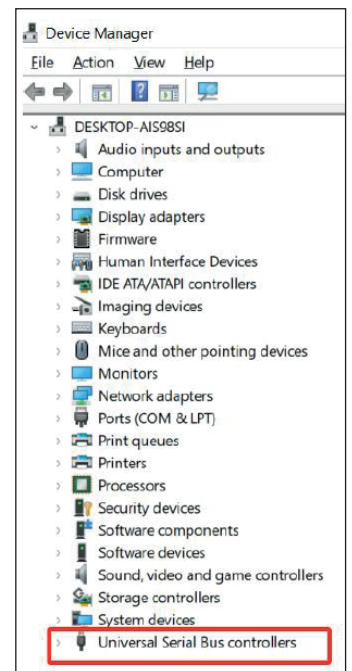 Device Manager
File Action View Help
DESKTOP-AIS98SI
Audio inputs and outputs
Computer
Disk drives
Display adapters
Firmware
Human Interface Devices
IDE ATA/ATAPI controllers
Imaging devices
Keyboards
Mice and other pointing devices
Monitors
Network adapters
Ports (COM & LPT)
Print queues
Printers
Processors
Security devices
Software components
Software devices
Sound, video and game controllers
Storage controllers
System devices
Universal Serial Bus controllers